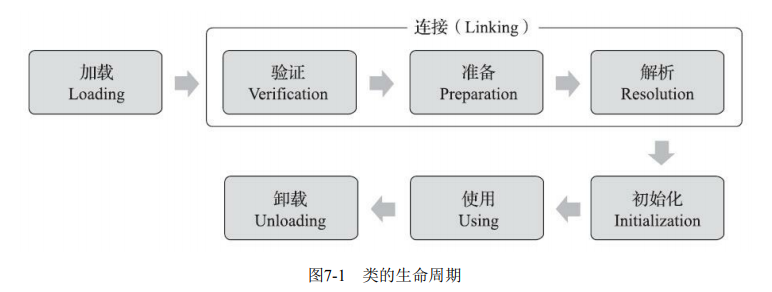 连接（Linking）
加载
Loading
验证
Verification
准备
Preparation
解析
Resolution
初始化
Initialization
使用
Using
卸载
Unloading
图7-1 类的生命周期